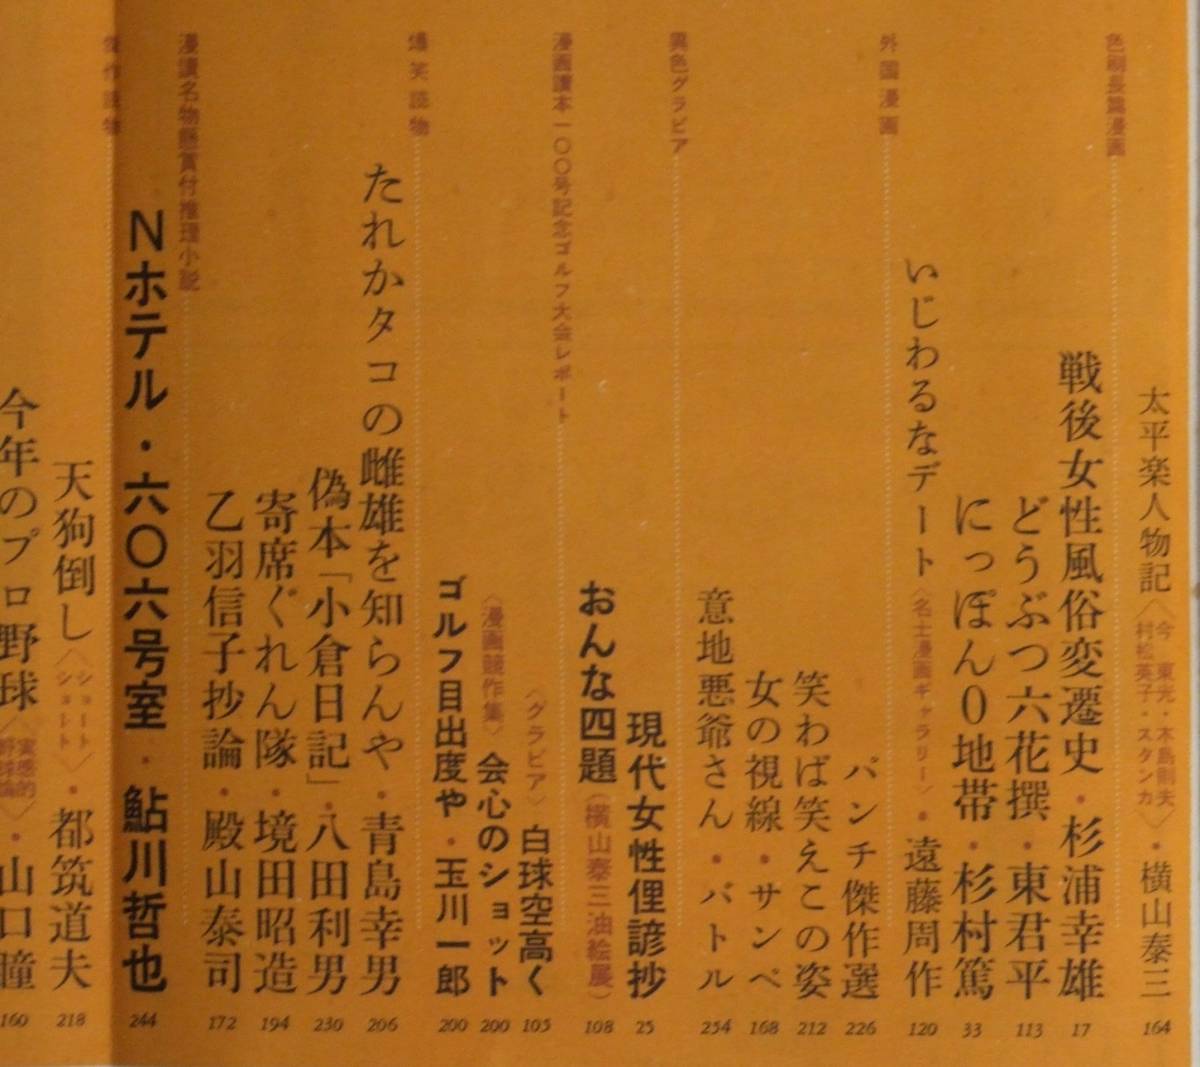 太平楽人物記〈今 東光・木島則夫 村松英子・スタンカ〉・横山泰三 164
色刷長篇漫画
戦後女性風俗変遷史・杉浦幸雄 17
どうぶつ六花撰・東君平 113
にっぽん0地帯・杉村篤 33
いじわるなデート〈名士漫画ギャラリー〉・遠藤周作 120
外国漫画
パンチ傑作選 226
笑わば笑えこの姿 212
女の視線・サンペ 168
意地悪爺さん・バトル 254
異色グラビア
現代女性俚諺抄 25
おんな四題（横山泰三油絵展） 108
漫画讀本一〇〇号記念ゴルフ大会レポート
〈グラビア〉白球空高く 105
〈漫画競作集〉会心のショット 200
ゴルフ目出度や・玉川一郎 200
爆笑読物
たれかタコの雌雄を知らんや・青島幸男 206
偽本「小倉日記」・八田利男 230
寄席ぐれん隊・境田昭造 194
乙羽信子抄論・殿山泰司 172
漫讀名物懸賞付推理小説
Nホテル・六〇六号室・鮎川哲也 244
作読物
天狗倒し〈ショート ショート〉・都筑道夫 218
今年のプロ野球〈実感的 野球論〉・山口瞳 160